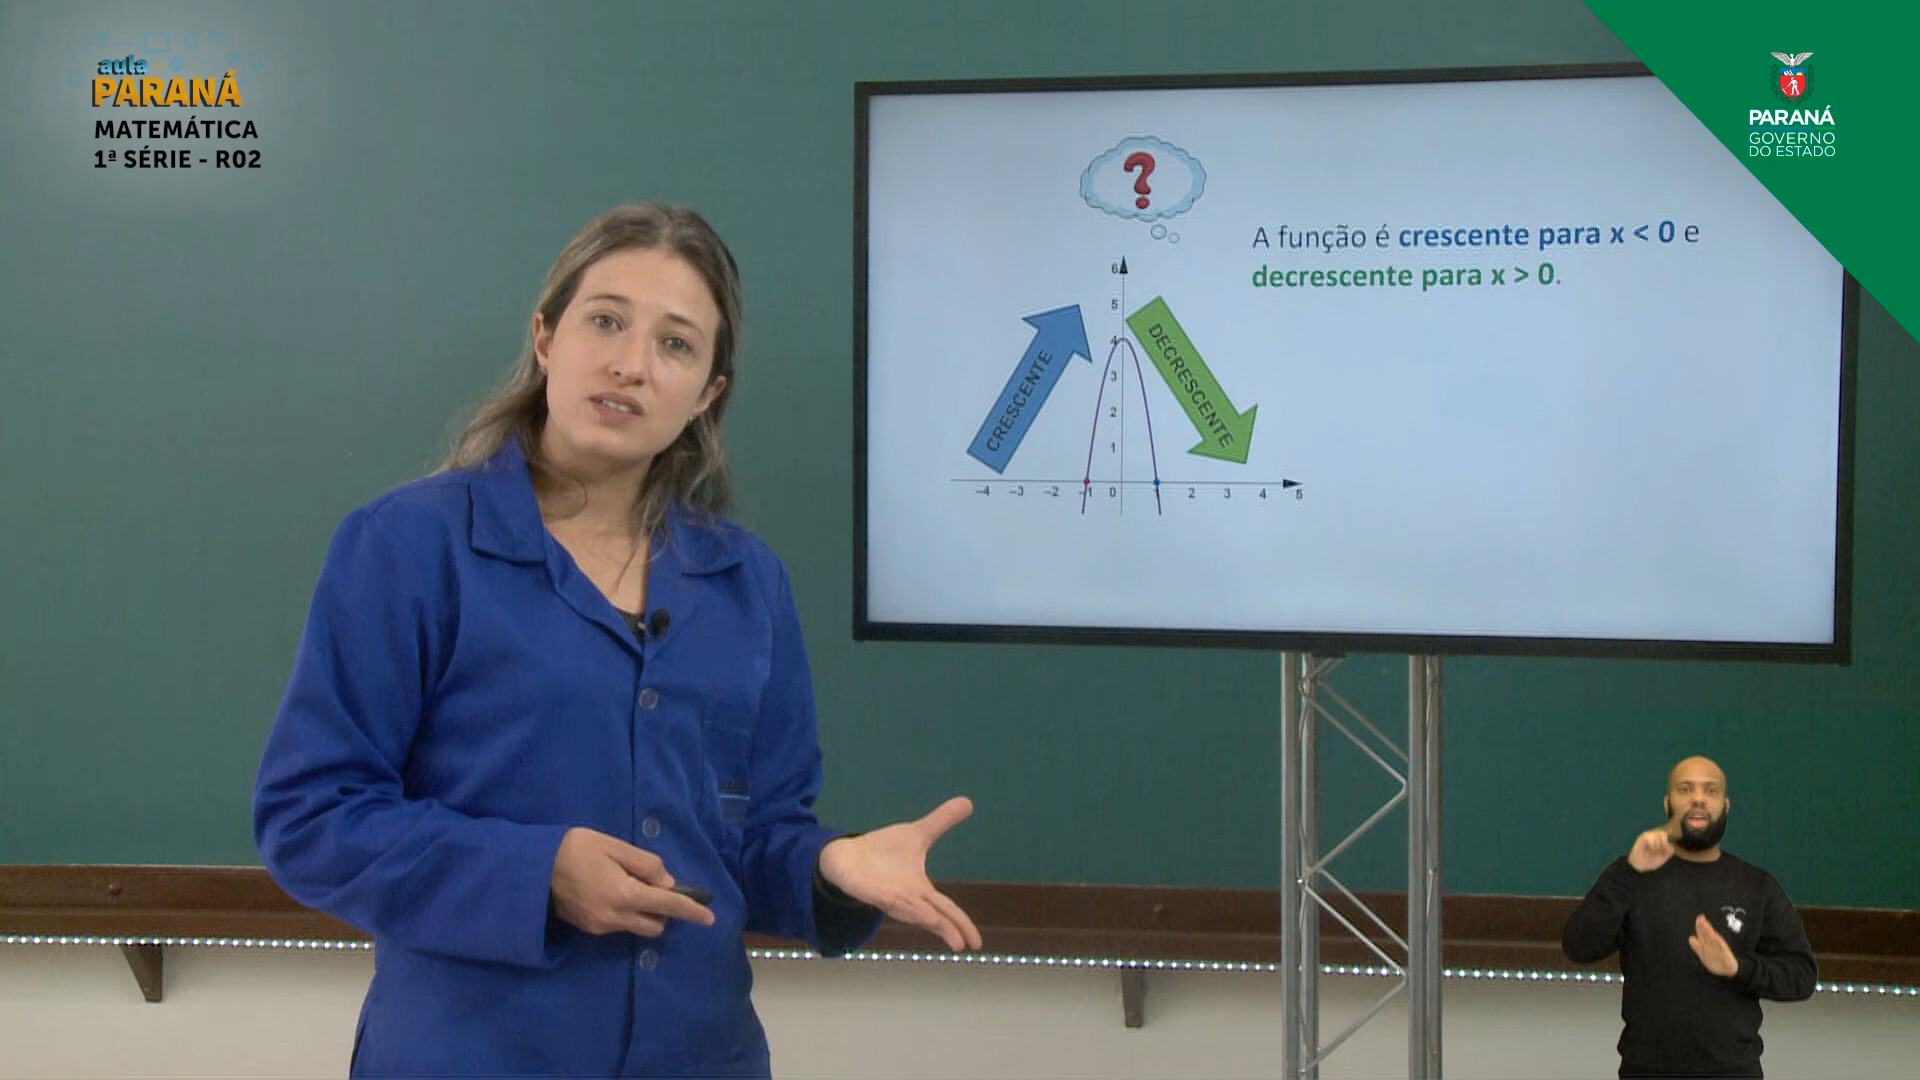 aula
PARANÁ
MATEMÁTICA
1ª SÉRIE - R02
PARANÁ
GOVERNO
DO ESTADO
?
A função é crescente para x < 0 e
decrescente para x > 0.
CRESCENTE
DECRESCENTE
6
5
4
3
2
1
-4 -3 -2 -1 0 2 3 4 5